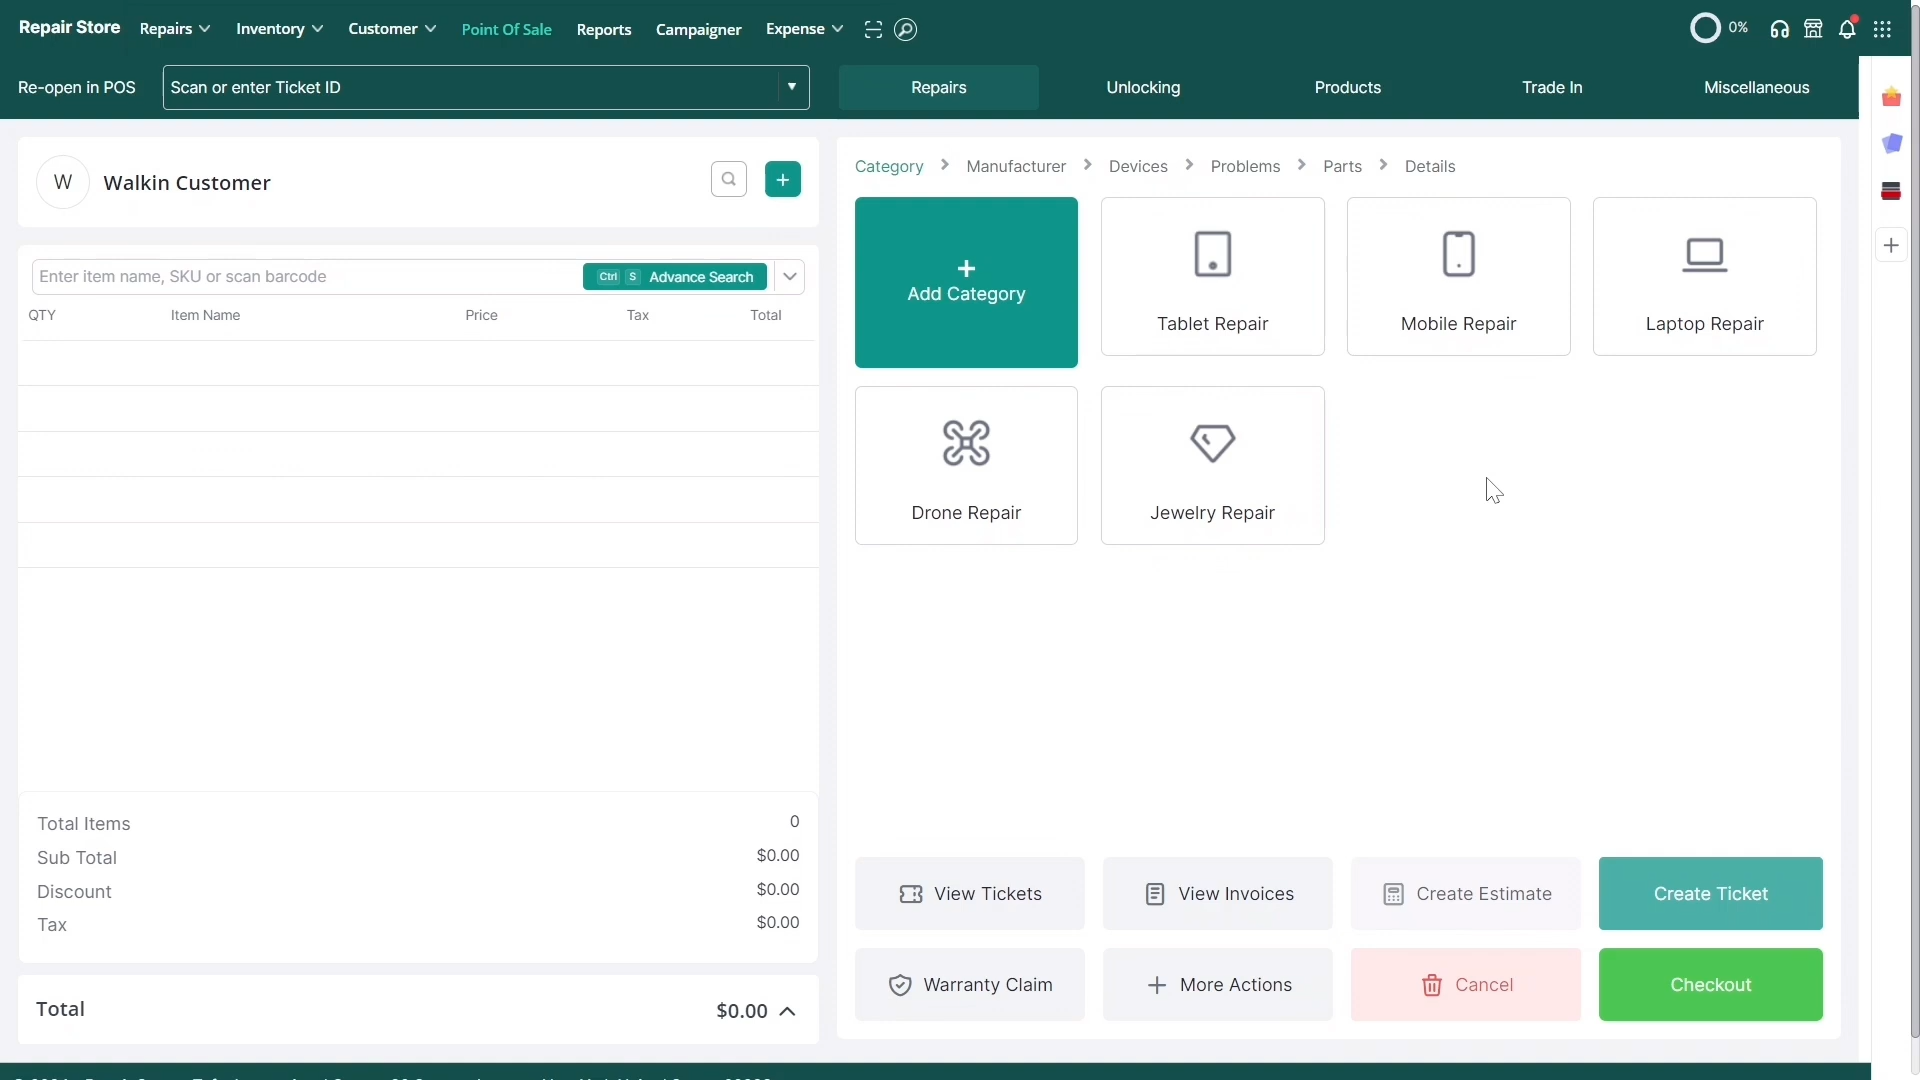 Repair Store Repairs Inventory Customer Point Of Sale Reports Campaigner Expense 0%
Re-open in POS Scan or enter Ticket ID Repairs Unlocking Products Trade In Miscellaneous
W Walkin Customer
Category > Manufacturer > Devices > Problems > Parts > Details
+ Add Category
Tablet Repair
Mobile Repair
Laptop Repair
Enter item name, SKU or scan barcode Ctrl S Advance Search
QTY Item Name Price Tax Total
Drone Repair
Jewelry Repair
Total Items 0
Sub Total $0.00
Discount $0.00
Tax $0.00
Total $0.00
View Tickets View Invoices Create Estimate Create Ticket
Warranty Claim More Actions Cancel Checkout